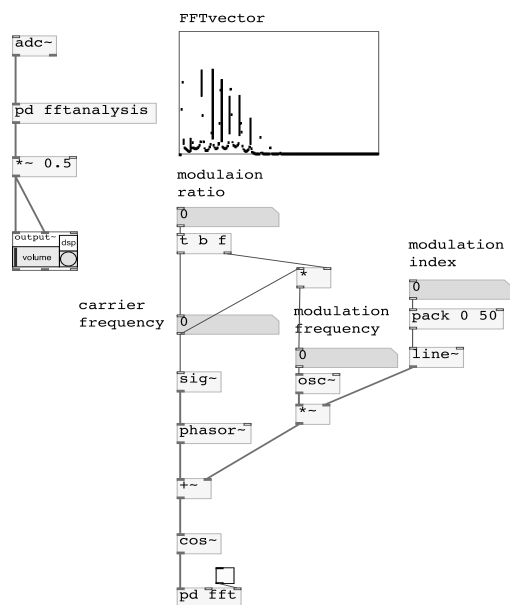 FFTvector
adc~
pd fftanalysis
*~ 0.5
output~
dsp
volume
modulaion
ratio
0
t b f
*
carrier
frequency
0
modulation
frequency
0
modulation
index
0
pack 0 50
line~
sig~
osc~
*~
phasor~
+~
cos~
pd fft